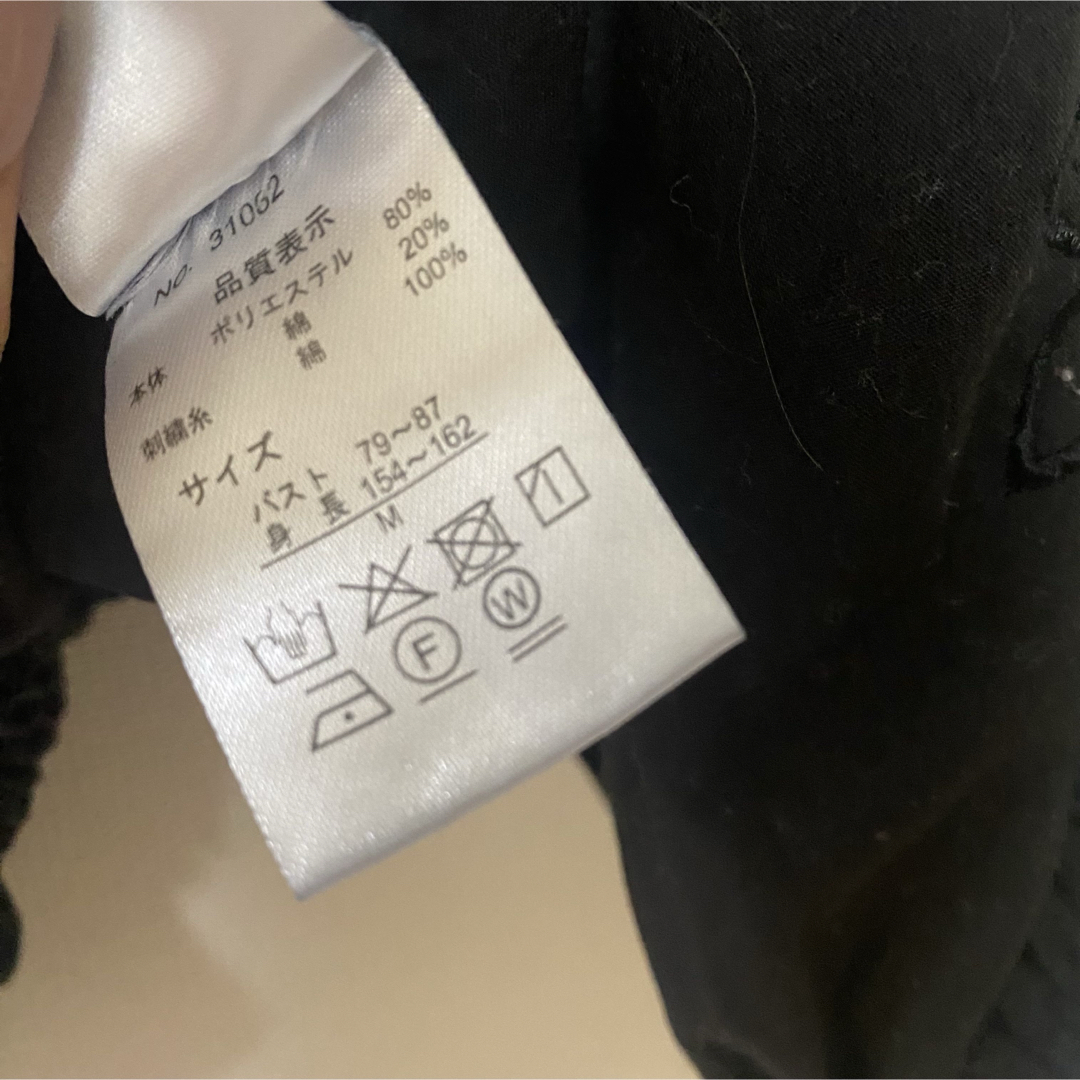 NO. 31062
品質表示
本体 ポリエステル 80%
綿 20%
刺繍糸 綿 100%
サイズ
バスト 79～87
身 長 154～162
M
F
W